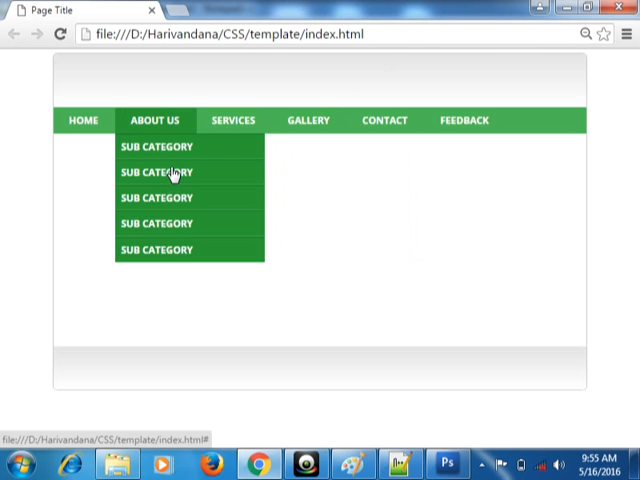 Page Title
file:///D:/Harivandana/CSS/template/index.html
HOME ABOUT US SERVICES GALLERY CONTACT FEEDBACK
SUB CATEGORY
SUB CATEGORY
SUB CATEGORY
SUB CATEGORY
SUB CATEGORY
file:///D:/Harivandana/CSS/template/index.html#
Ps
9:55 AM
5/16/2016